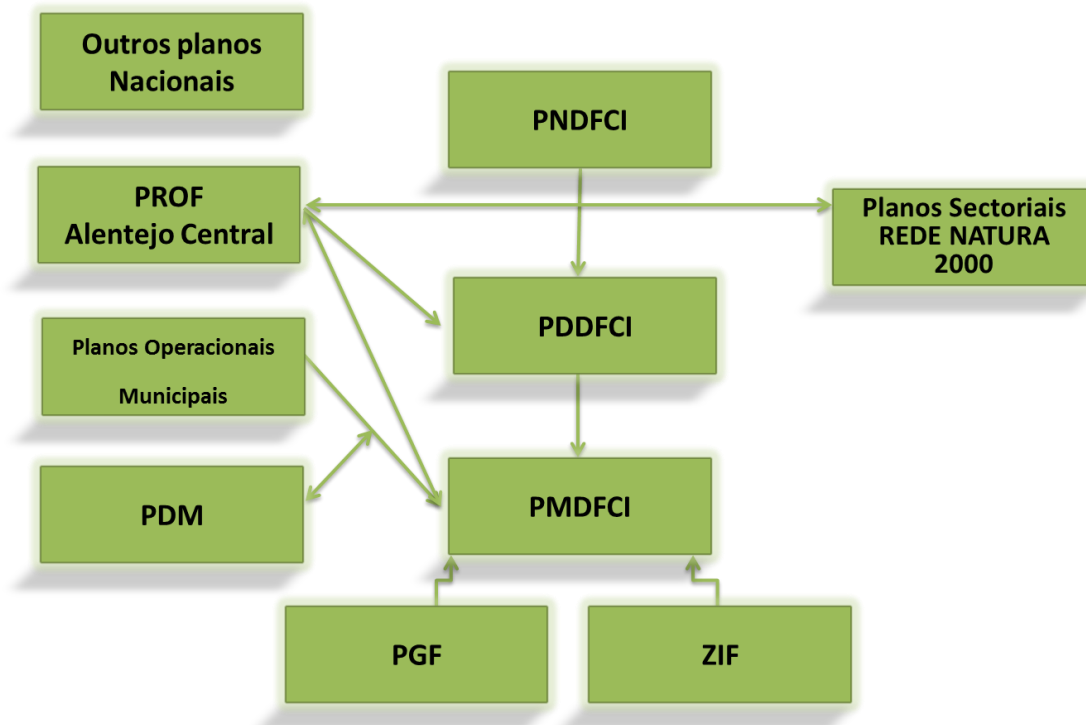 Outros planos
Nacionais
PNDFCI
PROF
Alentejo Central
Planos Sectoriais
REDE NATURA
2000
PDDFCI
Planos Operacionais
Municipais
PDM
PMDFCI
PGF
ZIF